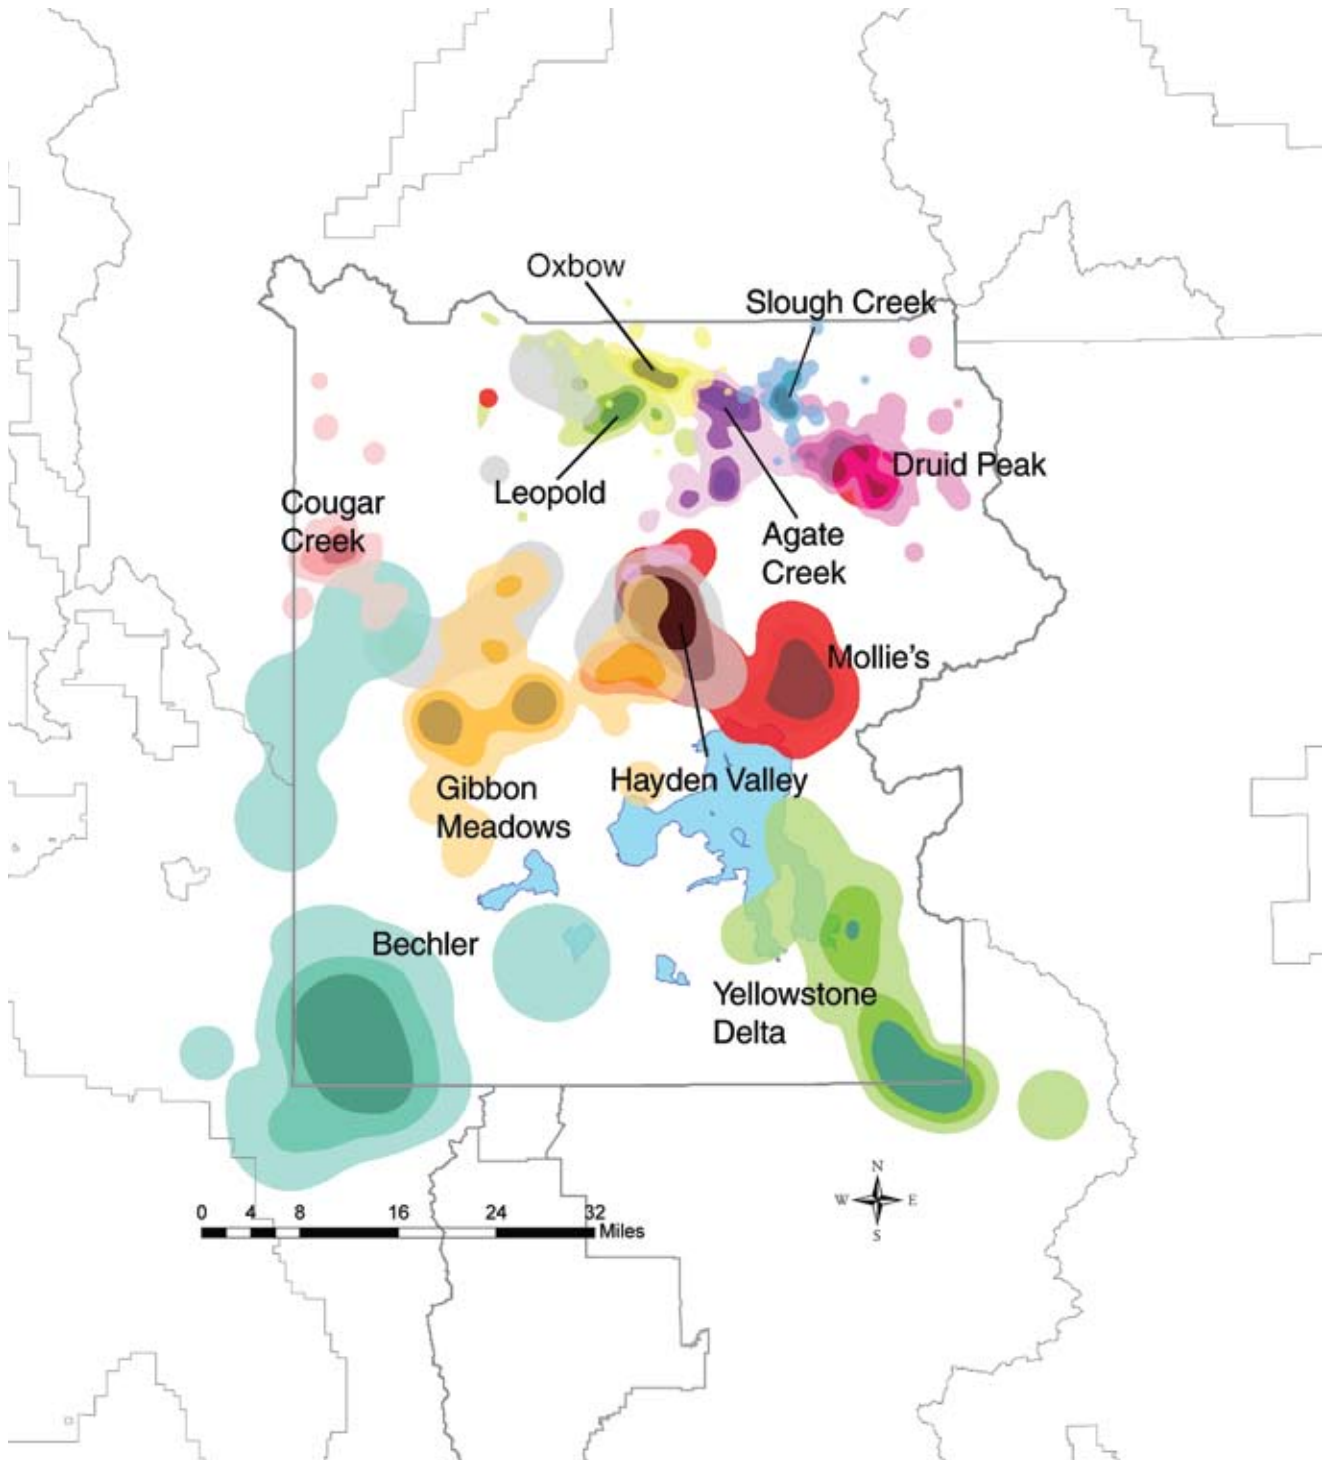 Oxbow
Slough Creek
Druid Peak
Leopold
Cougar
Creek
Agate
Creek
Mollie's
Gibbon
Meadows
Hayden Valley
Bechler
Yellowstone
Delta
N
W E
S
0 4 8 16 24 32
Miles